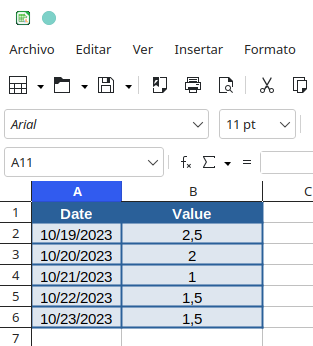 Archivo Editar Ver Insertar Formato
Arial 11 pt
A11 fx Σ =
A B C
1 Date Value
2 10/19/2023 2,5
3 10/20/2023 2
4 10/21/2023 1
5 10/22/2023 1,5
6 10/23/2023 1,5
7